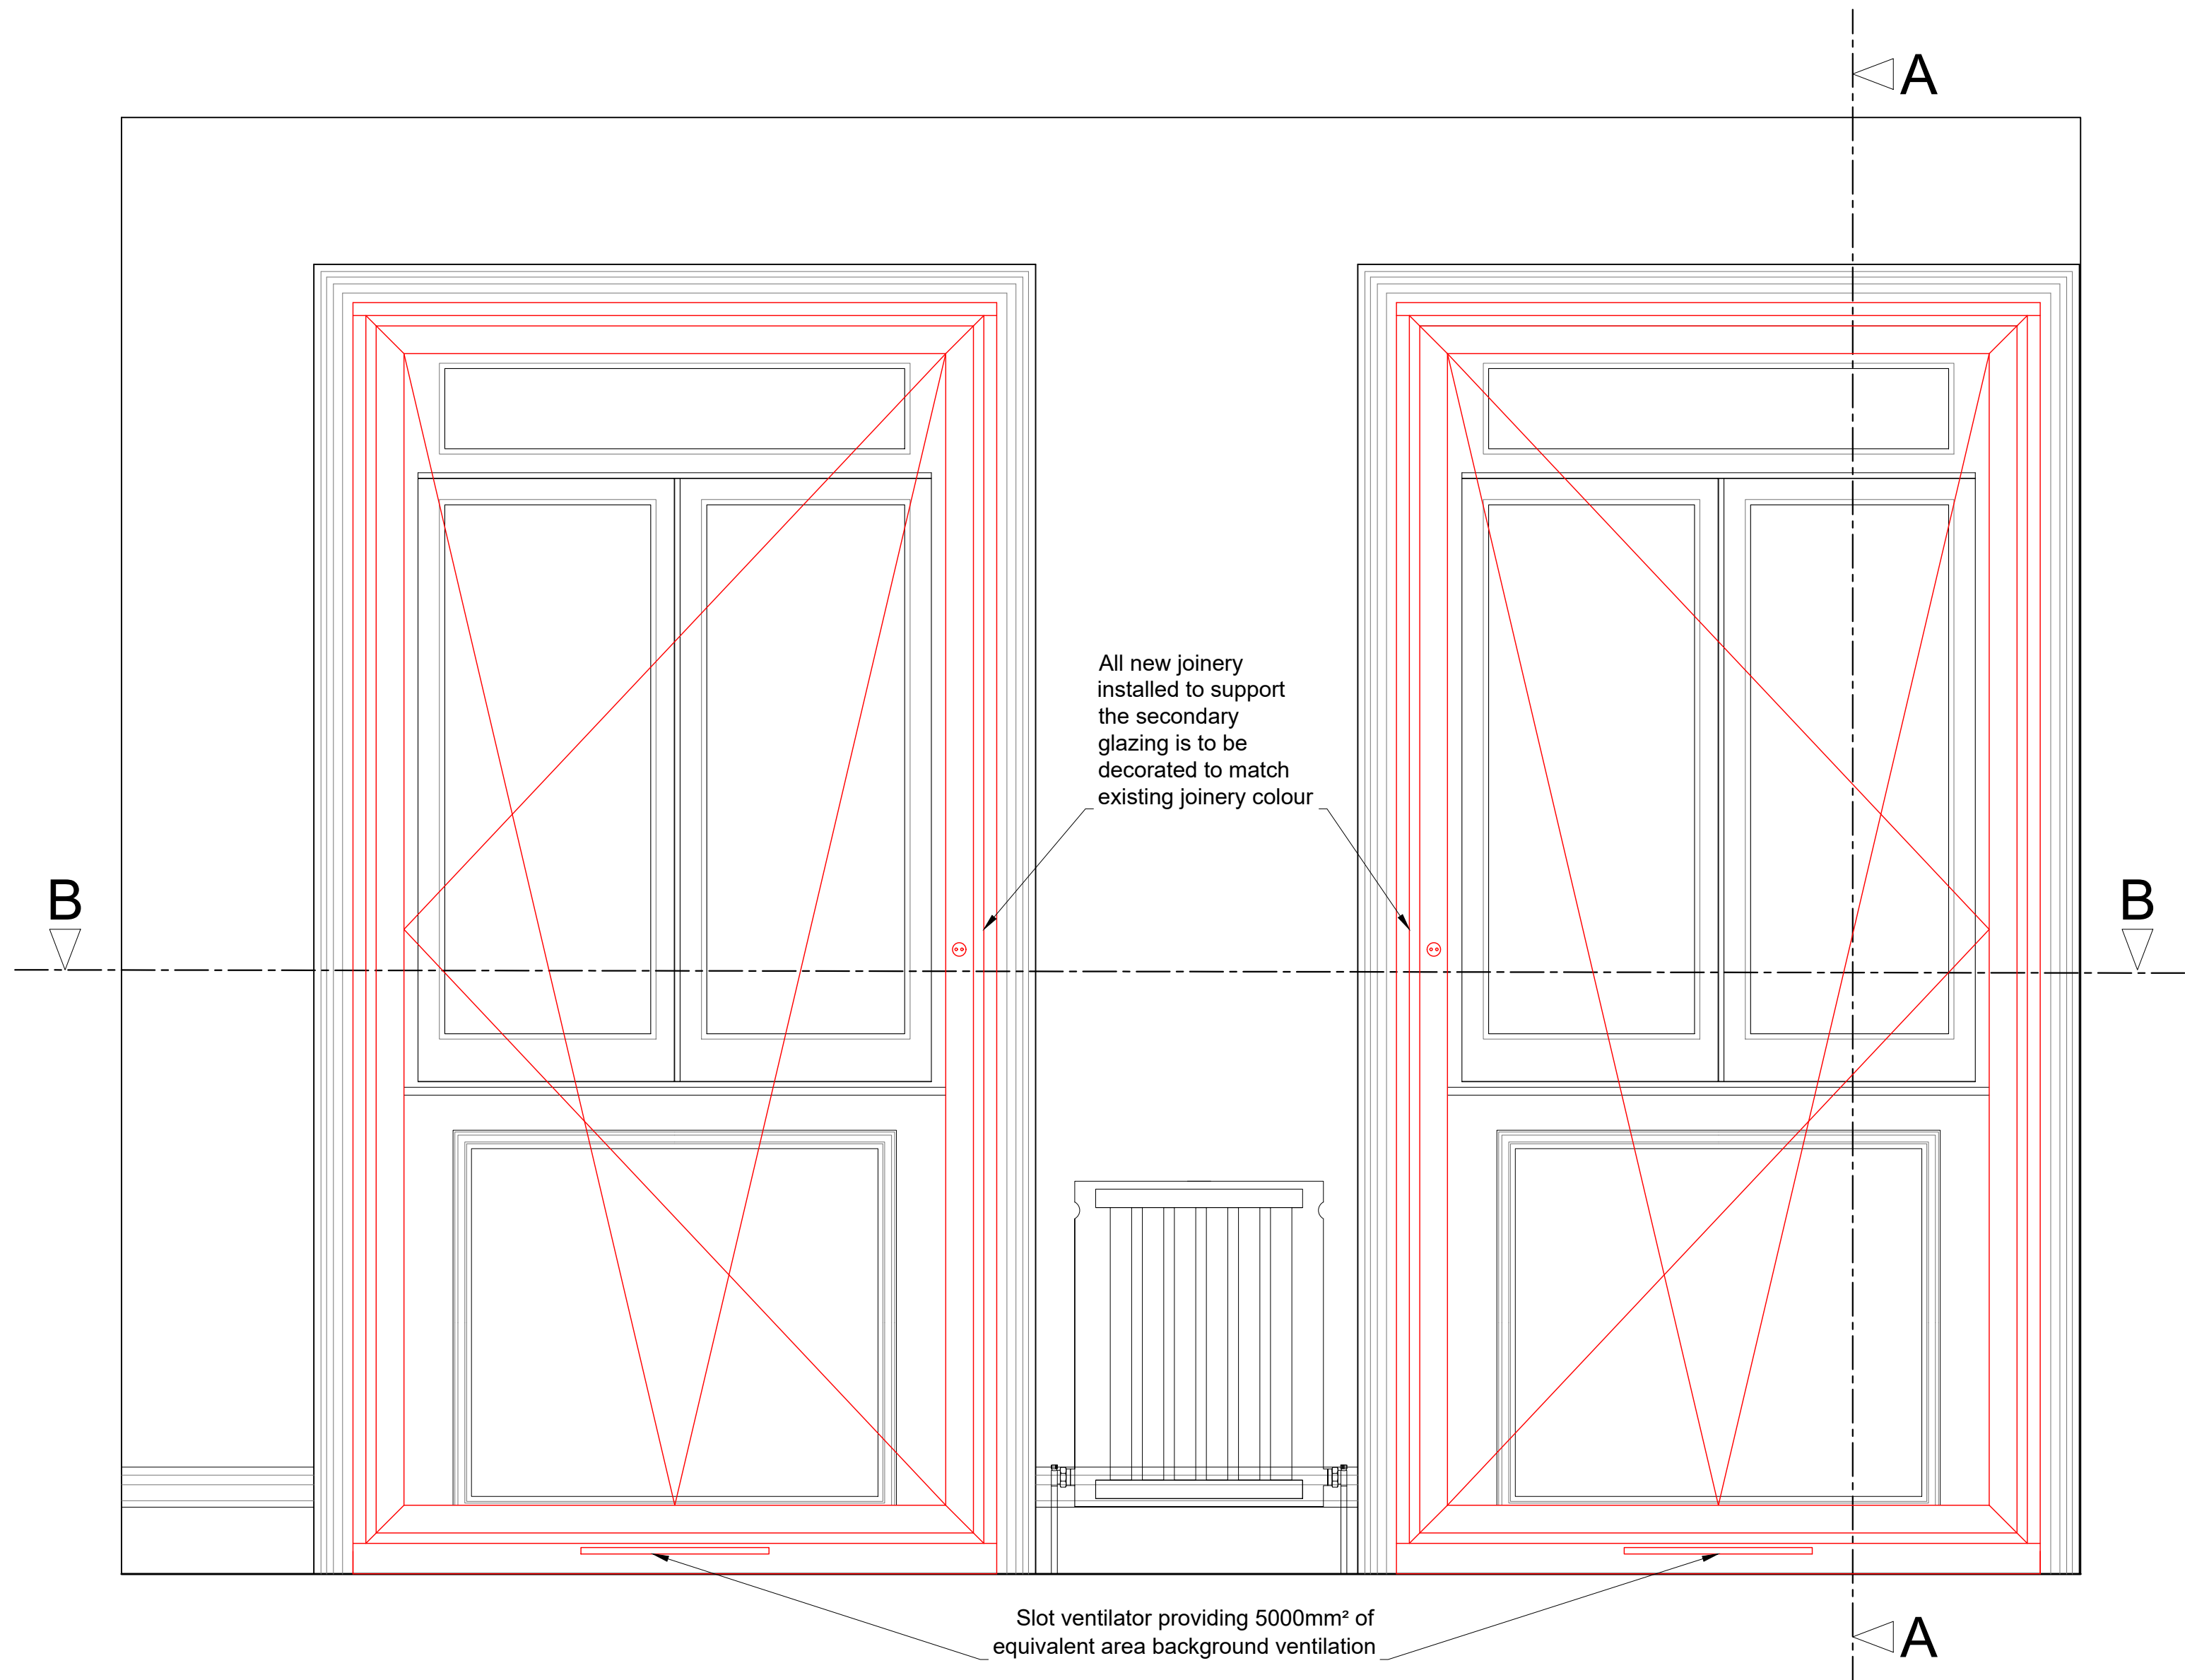 A
All new joinery
installed to support
the secondary
glazing is to be
decorated to match
existing joinery colour
B
B
Slot ventilator providing 5000mm² of
equivalent area background ventilation
A